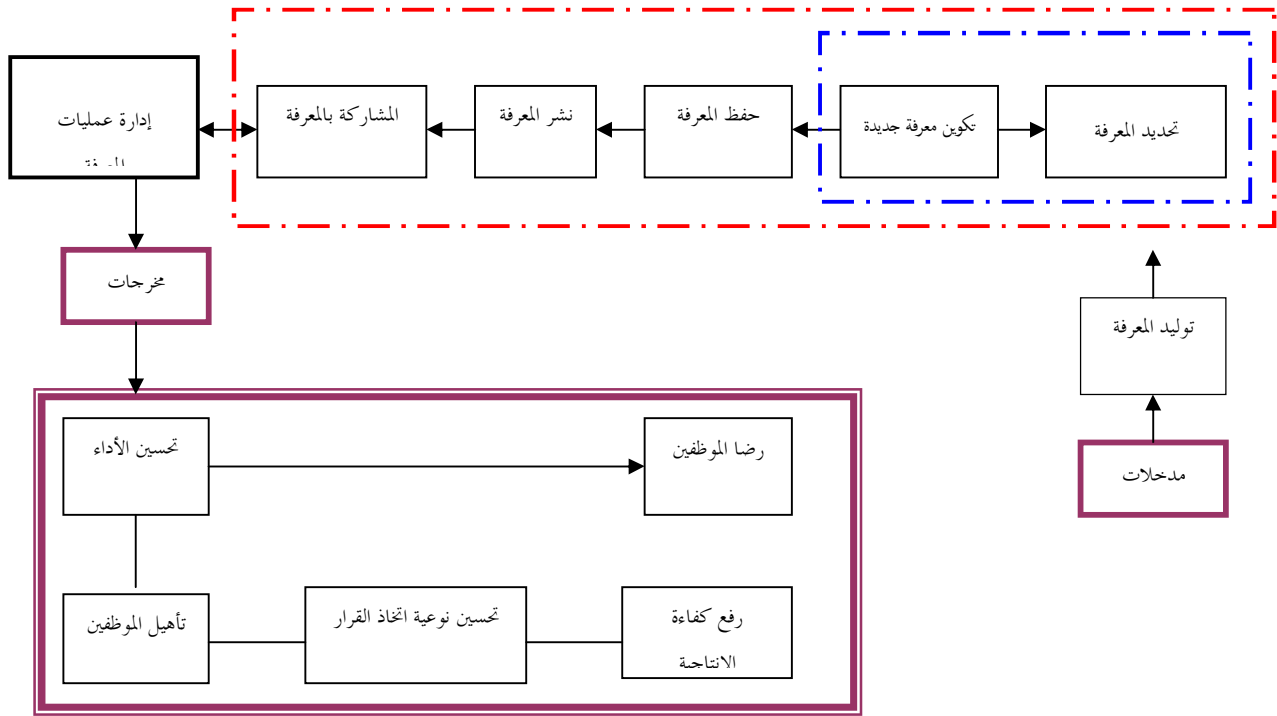 تحديد المعرفة
تكوين معرفة جديدة
حفظ المعرفة
نشر المعرفة
المشاركة بالمعرفة
إدارة عمليات
المعرفة
مخرجات
توليد المعرفة
مدخلات
رضا الموظفين
تحسين الأداء
رفع كفاءة
الانتاجية
تحسين نوعية اتخاذ القرار
تأهيل الموظفين